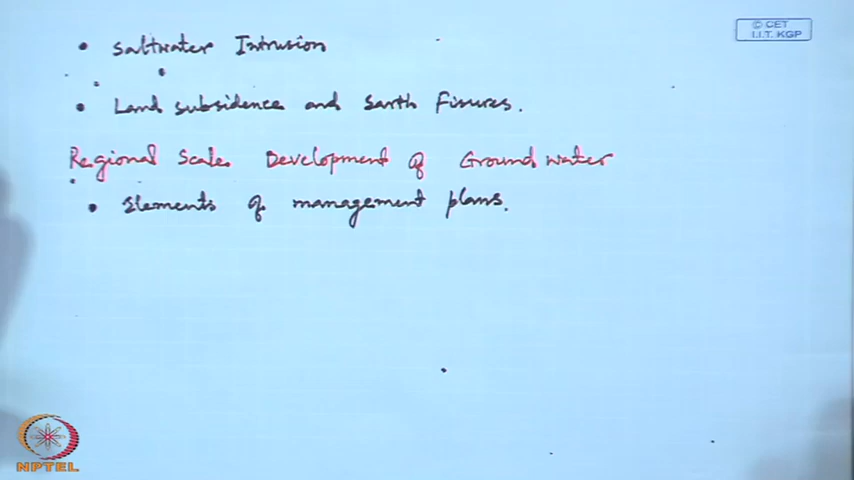 © CET
I.I.T. KGP
• Saltwater Intrusion
• Land subsidence and Earth Fissures.
Regional Scale Development of Groundwater
• Elements of management plans.
NPTEL